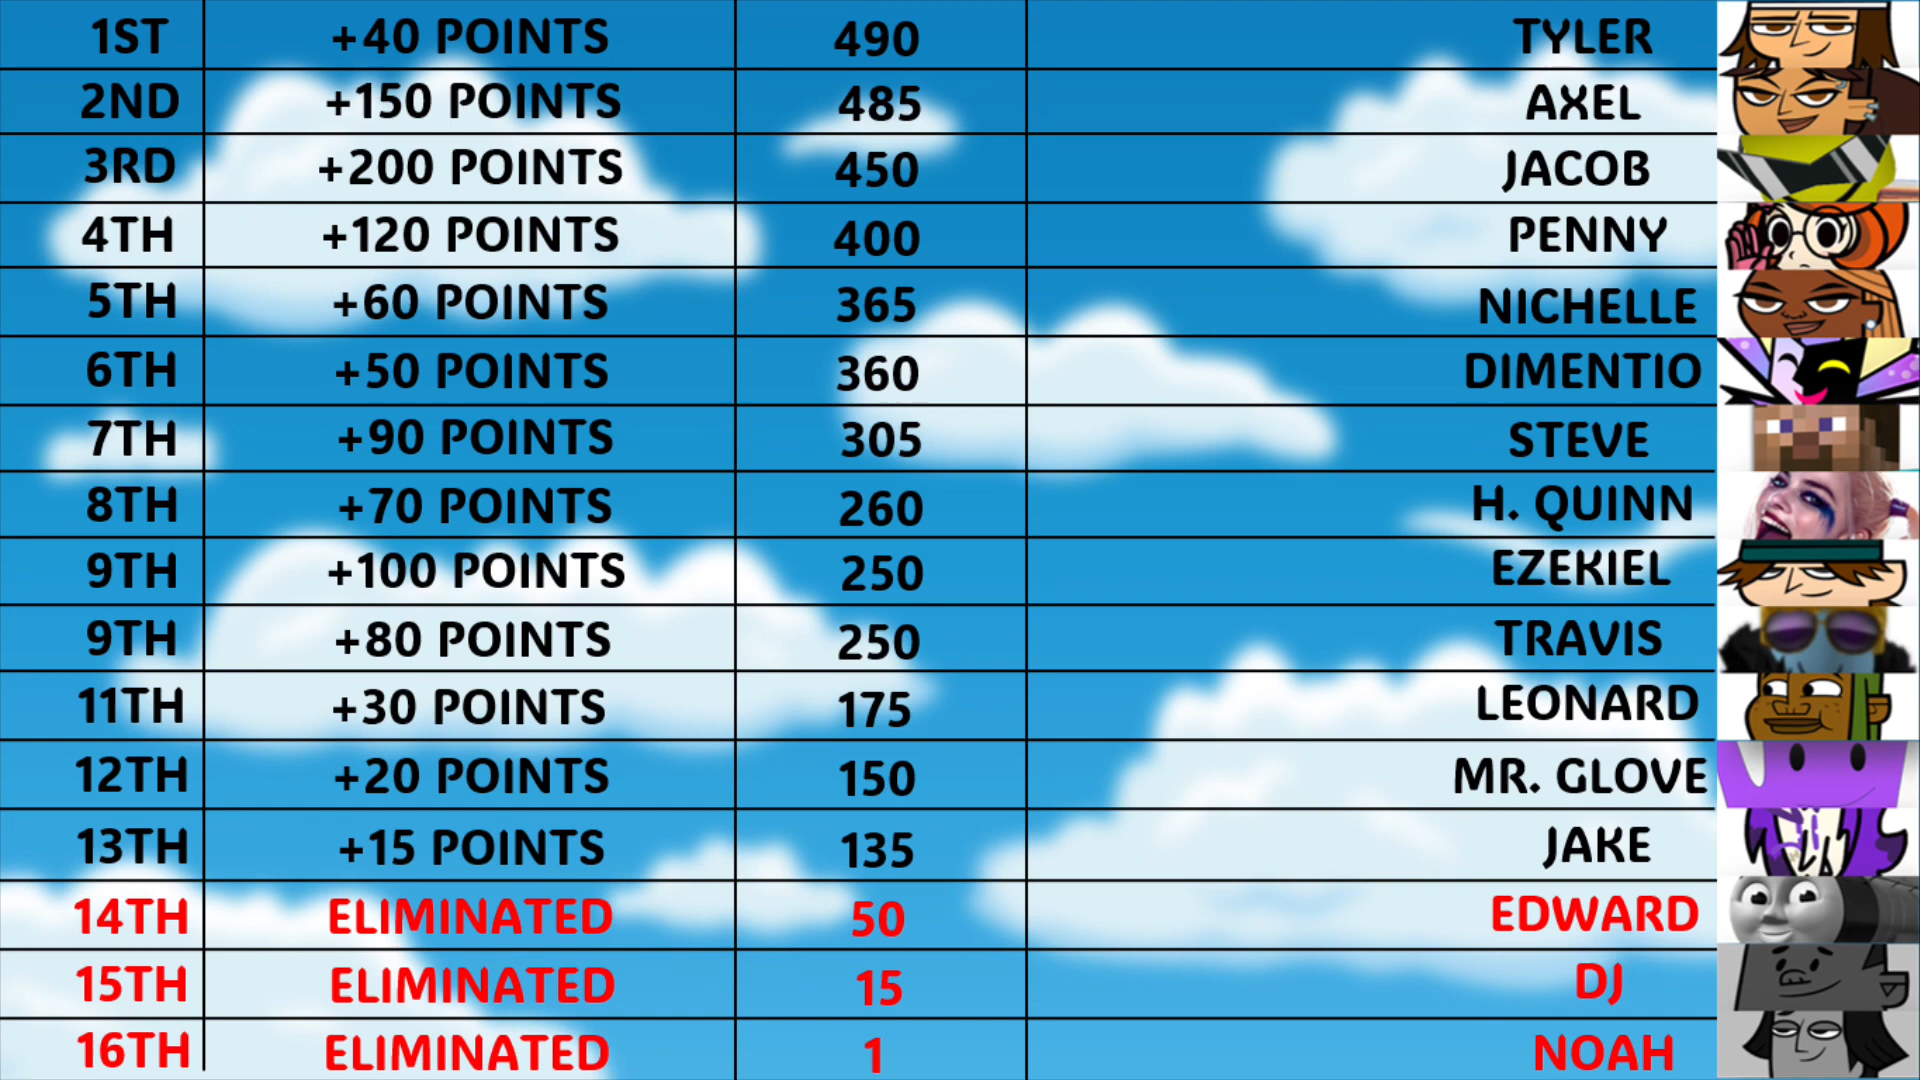 1ST +40 POINTS 490 TYLER
2ND +150 POINTS 485 AXEL
3RD +200 POINTS 450 JACOB
4TH +120 POINTS 400 PENNY
5TH +60 POINTS 365 NICHELLE
6TH +50 POINTS 360 DIMENTIO
7TH +90 POINTS 305 STEVE
8TH +70 POINTS 260 H. QUINN
9TH +100 POINTS 250 EZEKIEL
9TH +80 POINTS 250 TRAVIS
11TH +30 POINTS 175 LEONARD
12TH +20 POINTS 150 MR. GLOVE
13TH +15 POINTS 135 JAKE
14TH ELIMINATED 50 EDWARD
15TH ELIMINATED 15 DJ
16TH ELIMINATED 1 NOAH